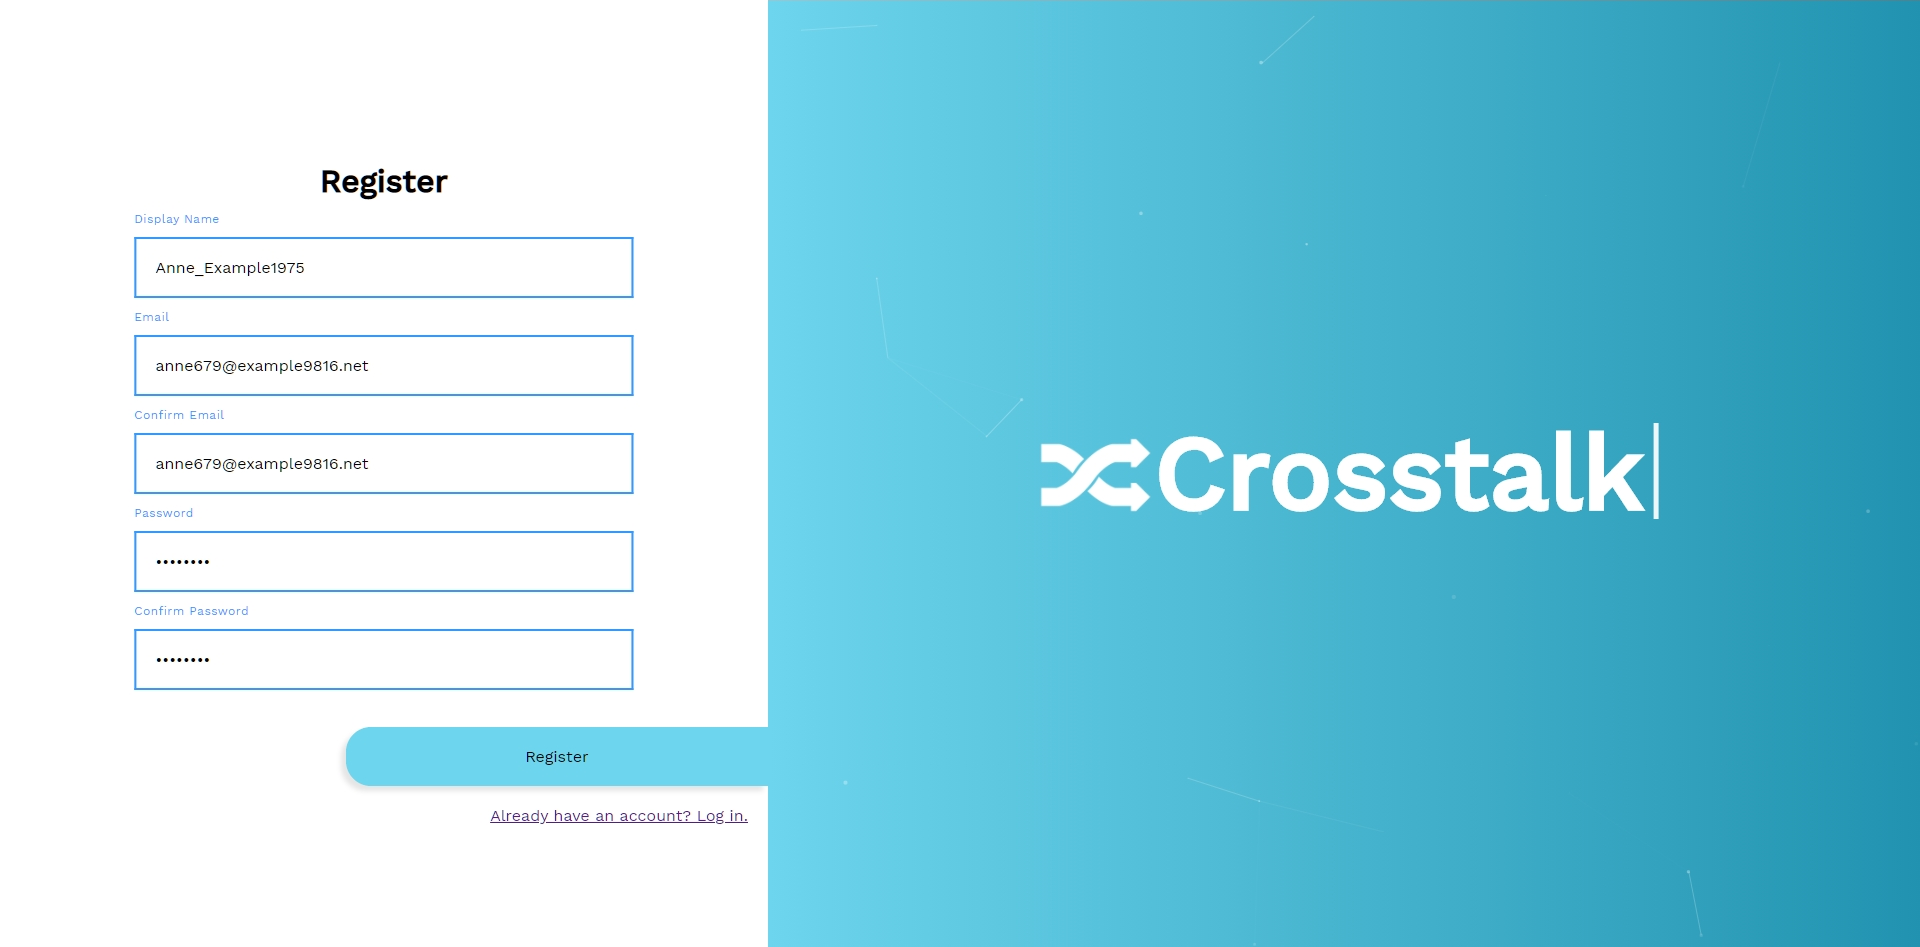 Register
Display Name
Anne_Example1975
Email
anne679@example9816.net
Confirm Email
anne679@example9816.net
Password
••••••••
Confirm Password
••••••••
Register
Already have an account? Log in.
Crosstalk